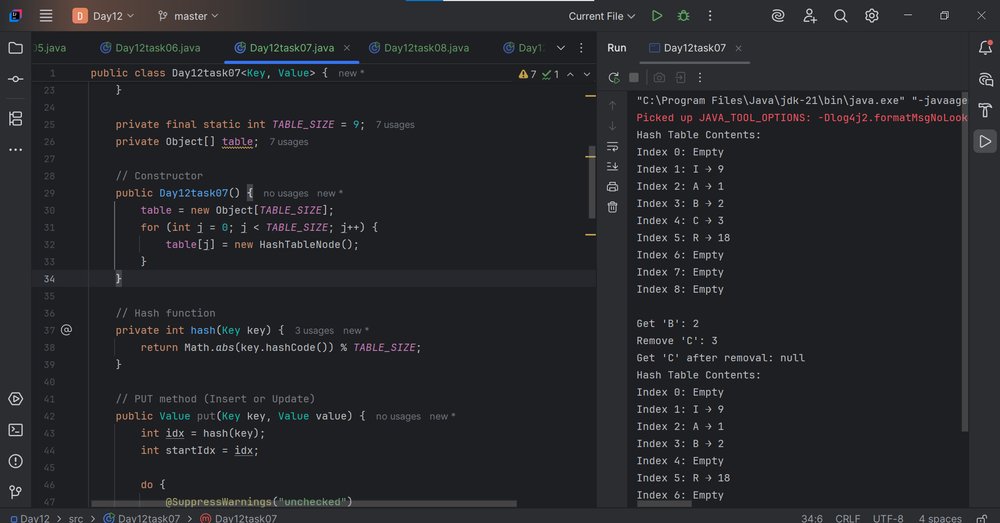 D Day12 master Current File
05.java Day12task06.java Day12task07.java Day12task08.java Day12
Run Day12task07
1 public class Day12task07<Key, Value> { new *
7 1
23 }
24
25 private final static int TABLE_SIZE = 9; 7 usages
26 private Object[] table; 7 usages
27
28 // Constructor
29 public Day12task07() { no usages new *
30 table = new Object[TABLE_SIZE];
31 for (int j = 0; j < TABLE_SIZE; j++) {
32 table[j] = new HashTableNode();
33 }
34 }
35
36 // Hash function
37 private int hash(Key key) { 3 usages new *
38 return Math.abs(key.hashCode()) % TABLE_SIZE;
39 }
40
41 // PUT method (Insert or Update)
42 public Value put(Key key, Value value) { no usages new *
43 int idx = hash(key);
44 int startIdx = idx;
45
46 do {
47 @SuppressWarnings("unchecked")
"C:\Program Files\Java\jdk-21\bin\java.exe" "-javaage
Picked up JAVA_TOOL_OPTIONS: -Dlog4j2.formatMsgNoLook
Hash Table Contents:
Index 0: Empty
Index 1: I → 9
Index 2: A → 1
Index 3: B → 2
Index 4: C → 3
Index 5: R → 18
Index 6: Empty
Index 7: Empty
Index 8: Empty
Get 'B': 2
Remove 'C': 3
Get 'C' after removal: null
Hash Table Contents:
Index 0: Empty
Index 1: I → 9
Index 2: A → 1
Index 3: B → 2
Index 4: Empty
Index 5: R → 18
Index 6: Empty
Day12 > src > Day12task07 > m Day12task07
34:6 CRLF UTF-8 4 spaces